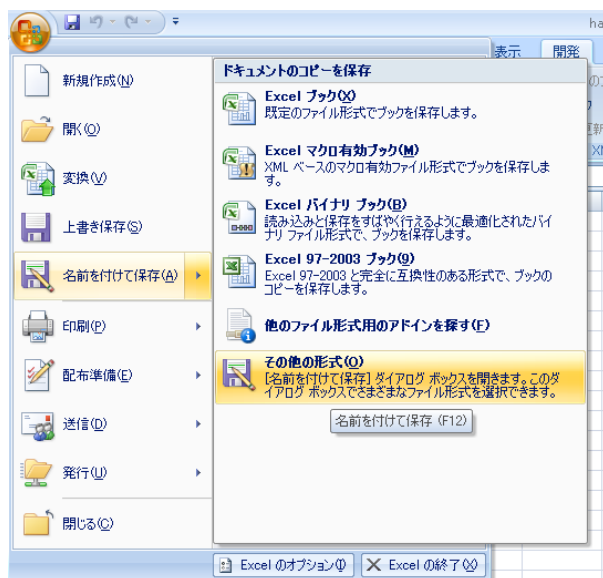 ha
表示 開発
新規作成(N)
開く(O)
変換(V)
上書き保存(S)
名前を付けて保存(A)
印刷(P)
配布準備(E)
送信(D)
発行(U)
閉じる(C)
ドキュメントのコピーを保存
Excel ブック(X)
既定のファイル形式でブックを保存します。
Excel マクロ有効ブック(M)
XML ベースのマクロ有効ファイル形式でブックを保存しま
す。
Excel バイナリ ブック(B)
読み込みと保存をすばやく行えるように最適化されたバイ
ナリ ファイル形式で、ブックを保存します。
Excel 97-2003 ブック(9)
Excel 97-2003 と完全に互換性のある形式で、ブックの
コピーを保存します。
他のファイル形式用のアドインを探す(F)
その他の形式(O)
[名前を付けて保存] ダイアログ ボックスを開きます。このダ
イアログ ボックスでさまざまなファイル形式を選択できます。
名前を付けて保存 (F12)
Excel のオプション(I) Excel の終了(X)